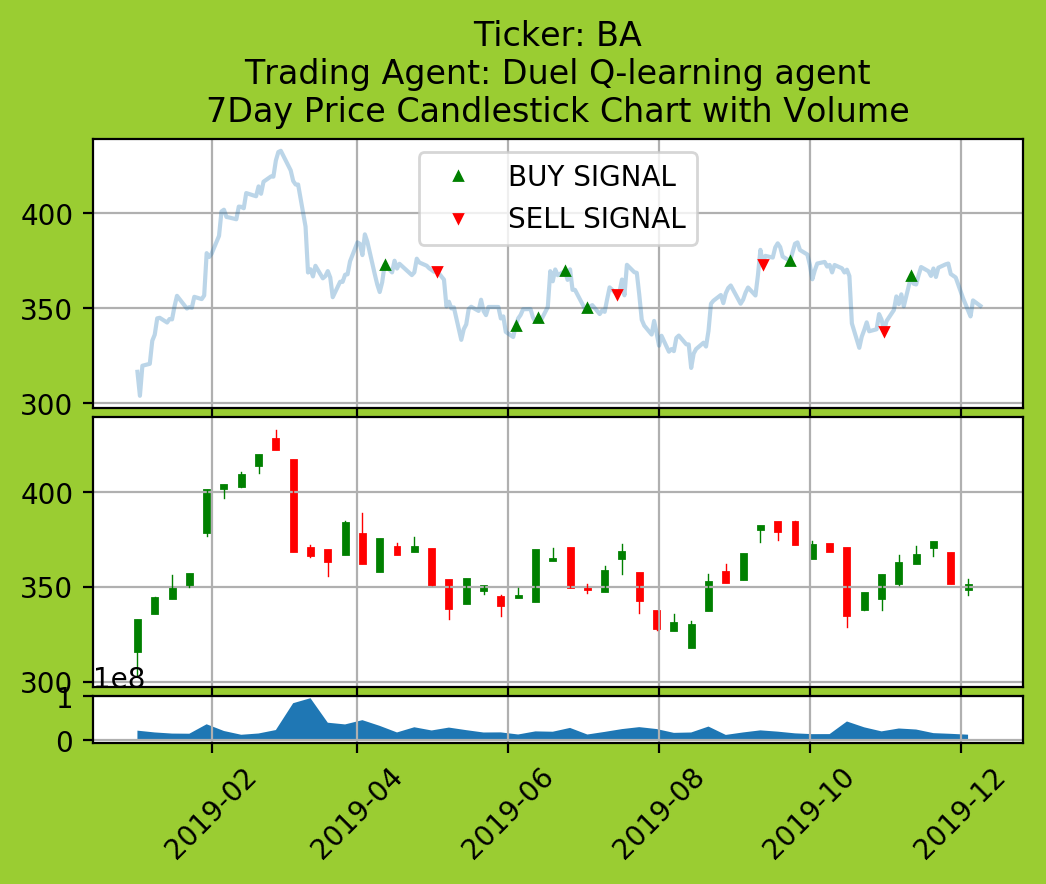 Ticker: BA
Trading Agent: Duel Q-learning agent
7Day Price Candlestick Chart with Volume
BUY SIGNAL
SELL SIGNAL
400
350
300
400
350
300
1e8
1
0
2019-02
2019-04
2019-06
2019-08
2019-10
2019-12